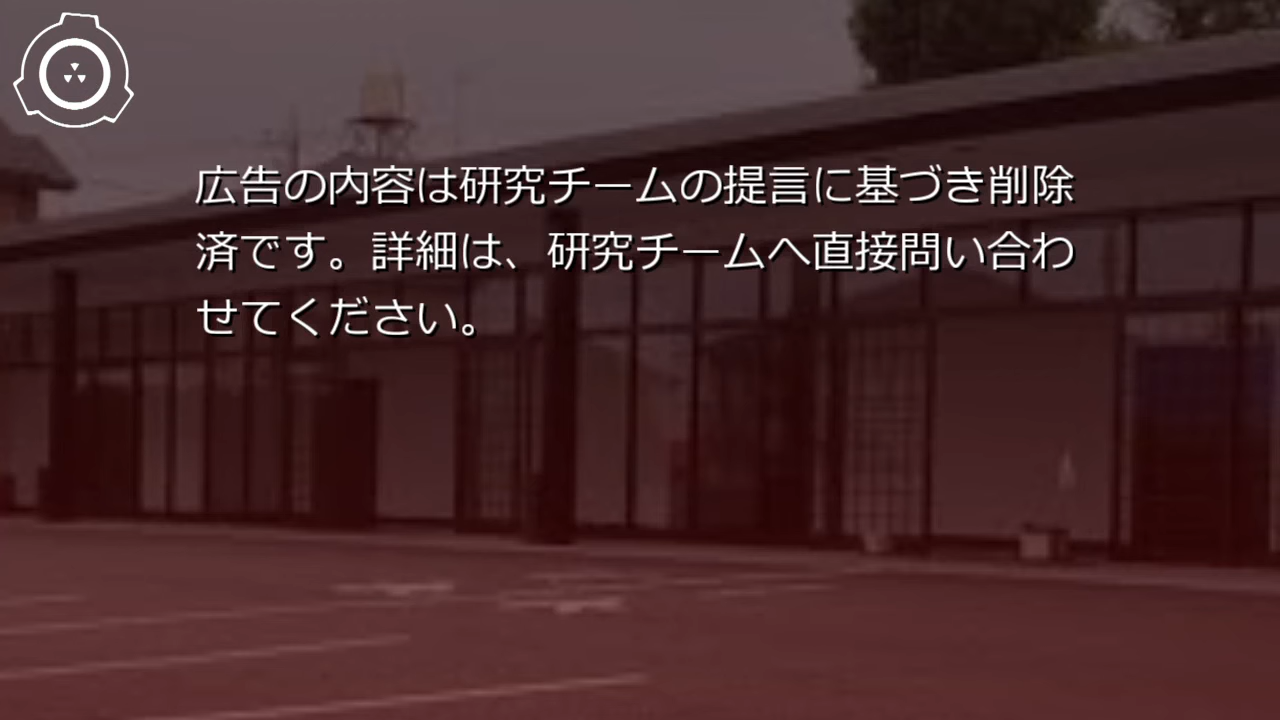 広告の内容は研究チームの提言に基づき削除
済です。詳細は、研究チームへ直接問い合わ
せてください。